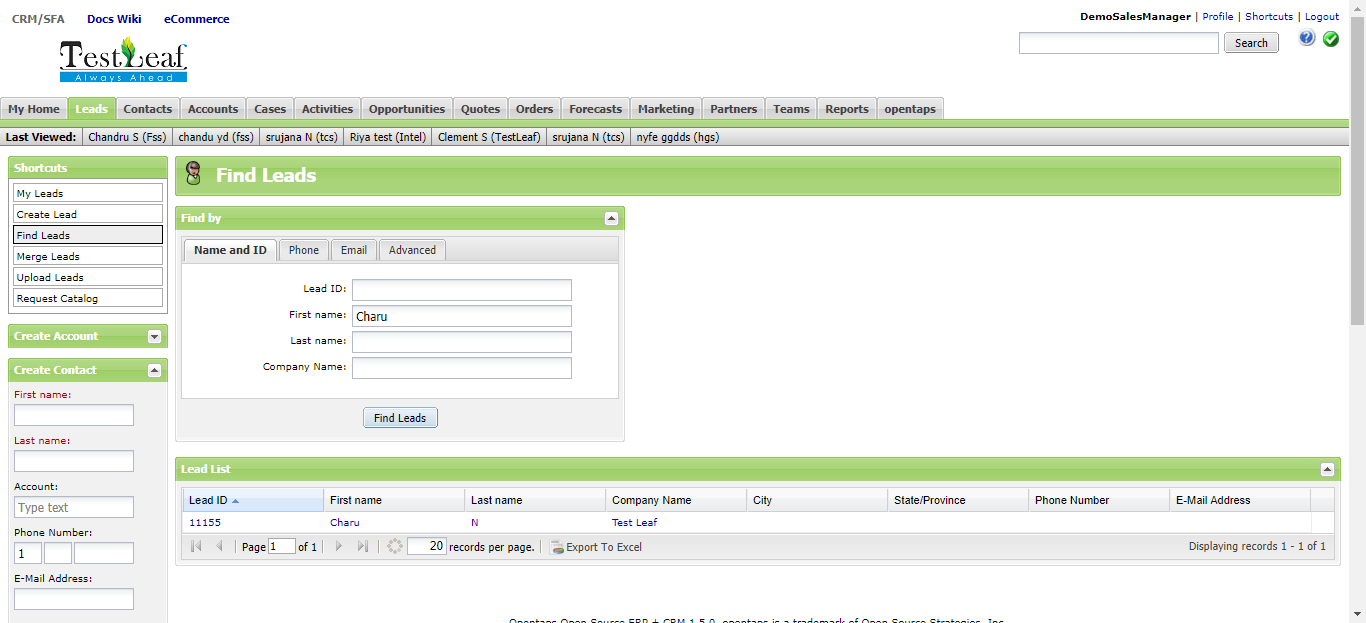 CRM/SFA Docs Wiki eCommerce
DemoSalesManager | Profile | Shortcuts | Logout
Search
TestLeaf
Always Ahead
My Home Leads Contacts Accounts Cases Activities Opportunities Quotes Orders Forecasts Marketing Partners Teams Reports opentaps
Last Viewed: Chandru S (Fss) chandu yd (fss) srujana N (tcs) Riya test (Intel) Clement S (TestLeaf) srujana N (tcs) nyfe ggdds (hgs)
Shortcuts
My Leads
Create Lead
Find Leads
Merge Leads
Upload Leads
Request Catalog
Create Account
Create Contact
First name:
Last name:
Account:
Type text
Phone Number:
1
E-Mail Address:
Find Leads
Find by
Name and ID Phone Email Advanced
Lead ID:
First name: Charu
Last name:
Company Name:
Find Leads
Lead List
Lead ID First name Last name Company Name City State/Province Phone Number E-Mail Address
11155 Charu N Test Leaf
Page 1 of 1 20 records per page. Export To Excel Displaying records 1 - 1 of 1
Opentaps Open Source ERP + CRM 1.5.0. opentaps is a trademark of Open Source Strategies, Inc.